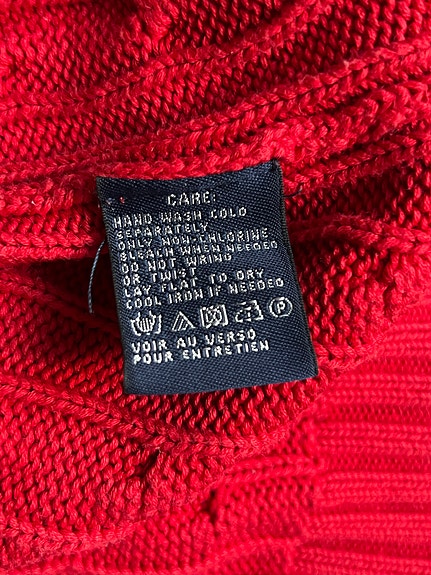 CARE:
HAND WASH COLD
SEPARATELY
ONLY NON-CHLORINE
BLEACH WHEN NEEDED
DO NOT WRING
OR TWIST
LAY FLAT TO DRY
COOL IRON IF NEEDED
P
VOIR AU VERSO
POUR ENTRETIEN